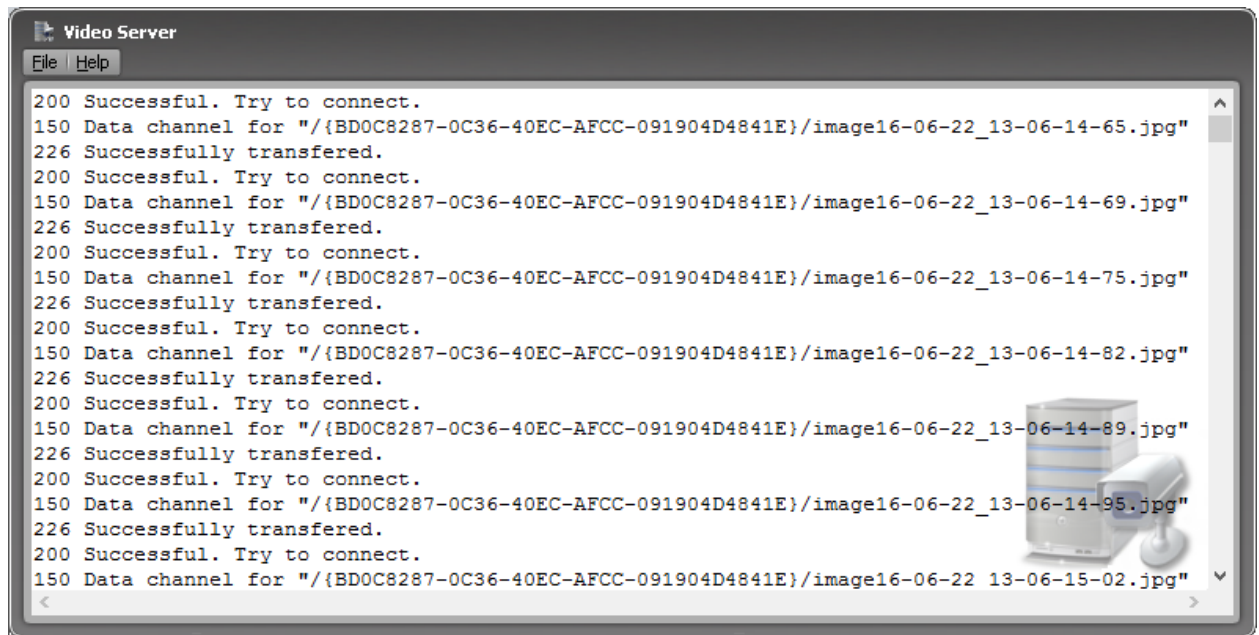 Video Server
File Help
200 Successful. Try to connect.
150 Data channel for "/{BD0C8287-0C36-40EC-AFCC-091904D4841E}/image16-06-22_13-06-14-65.jpg"
226 Successfully transfered.
200 Successful. Try to connect.
150 Data channel for "/{BD0C8287-0C36-40EC-AFCC-091904D4841E}/image16-06-22_13-06-14-69.jpg"
226 Successfully transfered.
200 Successful. Try to connect.
150 Data channel for "/{BD0C8287-0C36-40EC-AFCC-091904D4841E}/image16-06-22_13-06-14-75.jpg"
226 Successfully transfered.
200 Successful. Try to connect.
150 Data channel for "/{BD0C8287-0C36-40EC-AFCC-091904D4841E}/image16-06-22_13-06-14-82.jpg"
226 Successfully transfered.
200 Successful. Try to connect.
150 Data channel for "/{BD0C8287-0C36-40EC-AFCC-091904D4841E}/image16-06-22_13-06-14-89.jpg"
226 Successfully transfered.
200 Successful. Try to connect.
150 Data channel for "/{BD0C8287-0C36-40EC-AFCC-091904D4841E}/image16-06-22_13-06-14-95.jpg"
226 Successfully transfered.
200 Successful. Try to connect.
150 Data channel for "/{BD0C8287-0C36-40EC-AFCC-091904D4841E}/image16-06-22 13-06-15-02.jpg"